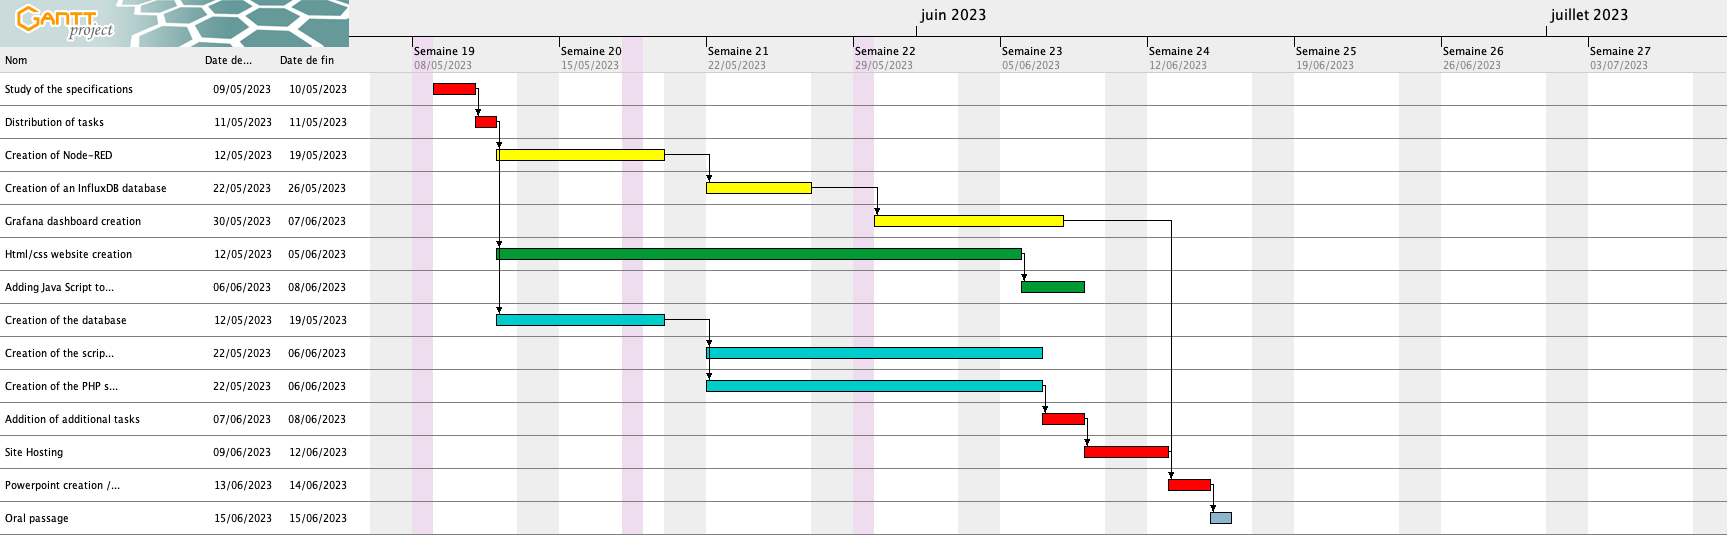 GANTT
project
juin 2023
juillet 2023
Nom
Date de...
Date de fin
Semaine 19
Semaine 20
Semaine 21
Semaine 22
Semaine 23
Semaine 24
Semaine 25
Semaine 26
Semaine 27
08/05/2023
15/05/2023
22/05/2023
29/05/2023
05/06/2023
12/06/2023
19/06/2023
26/06/2023
03/07/2023
Study of the specifications 09/05/2023 10/05/2023
Distribution of tasks 11/05/2023 11/05/2023
Creation of Node-RED 12/05/2023 19/05/2023
Creation of an InfluxDB database 22/05/2023 26/05/2023
Grafana dashboard creation 30/05/2023 07/06/2023
Html/css website creation 12/05/2023 05/06/2023
Adding Java Script to... 06/06/2023 08/06/2023
Creation of the database 12/05/2023 19/05/2023
Creation of the scrip... 22/05/2023 06/06/2023
Creation of the PHP s... 22/05/2023 06/06/2023
Addition of additional tasks 07/06/2023 08/06/2023
Site Hosting 09/06/2023 12/06/2023
Powerpoint creation /... 13/06/2023 14/06/2023
Oral passage 15/06/2023 15/06/2023